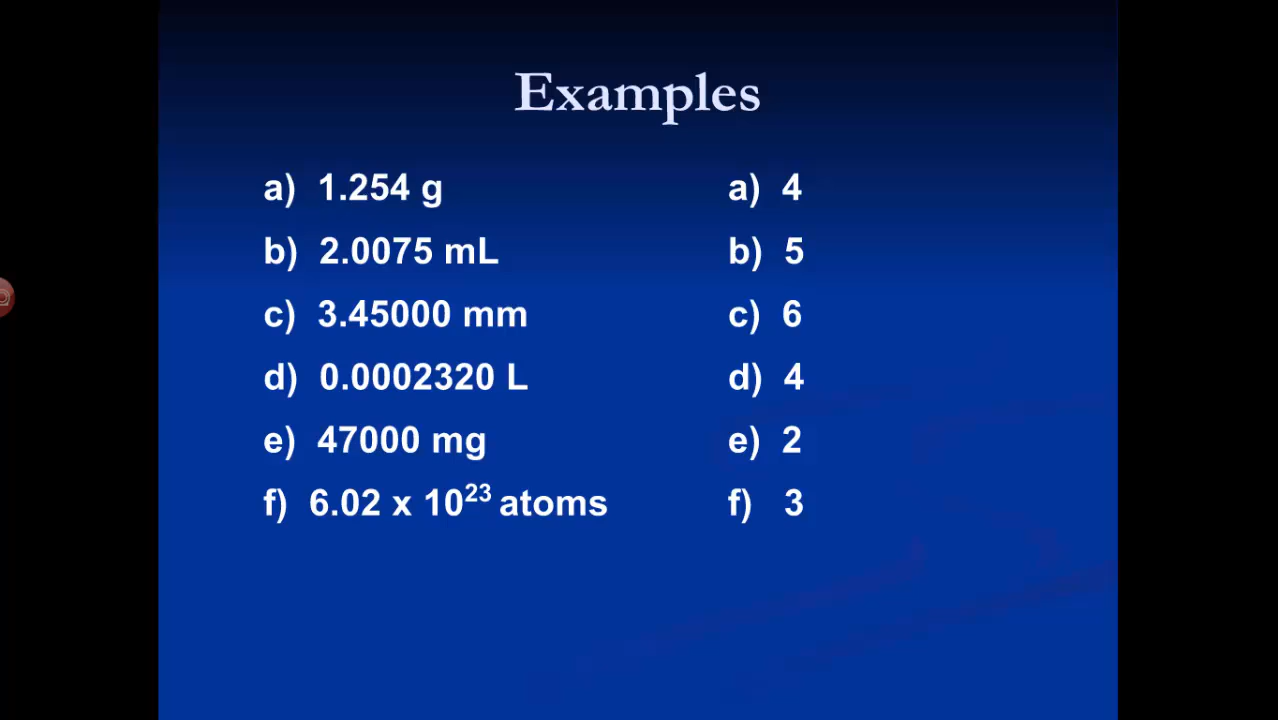 Examples
a) 1.254 g a) 4
b) 2.0075 mL b) 5
c) 3.45000 mm c) 6
d) 0.0002320 L d) 4
e) 47000 mg e) 2
f) 6.02 x 10²³ atoms f) 3